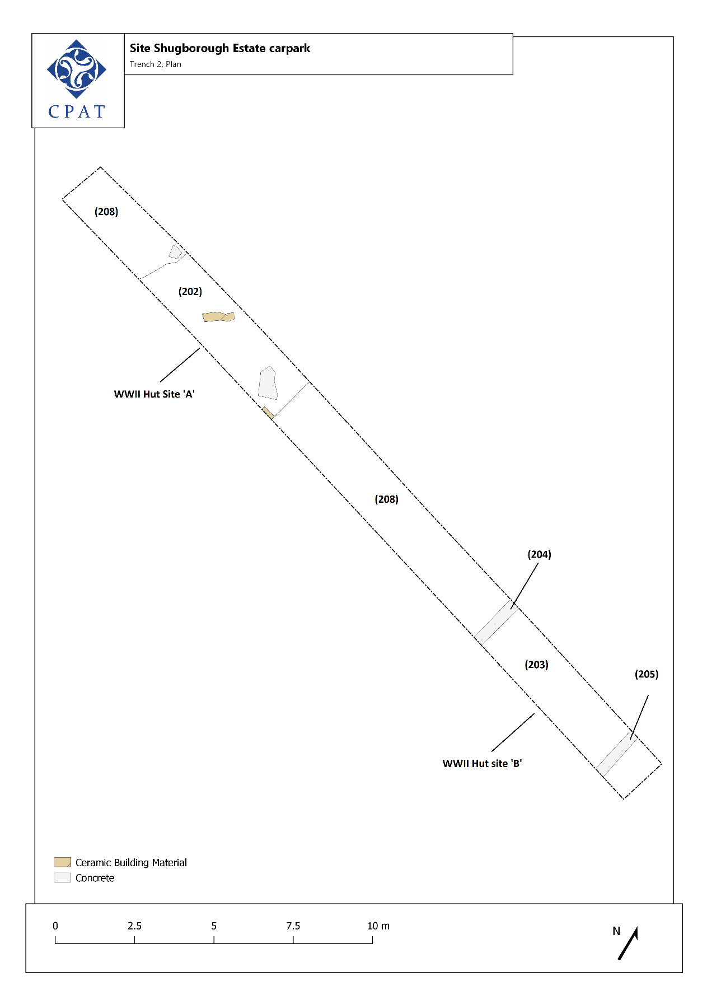 Site Shugborough Estate carpark
Trench 2; Plan
CPAT
(208)
(202)
WWII Hut Site 'A'
(208)
(204)
(203)
(205)
WWII Hut site 'B'
Ceramic Building Material
Concrete
0 2.5 5 7.5 10 m
N